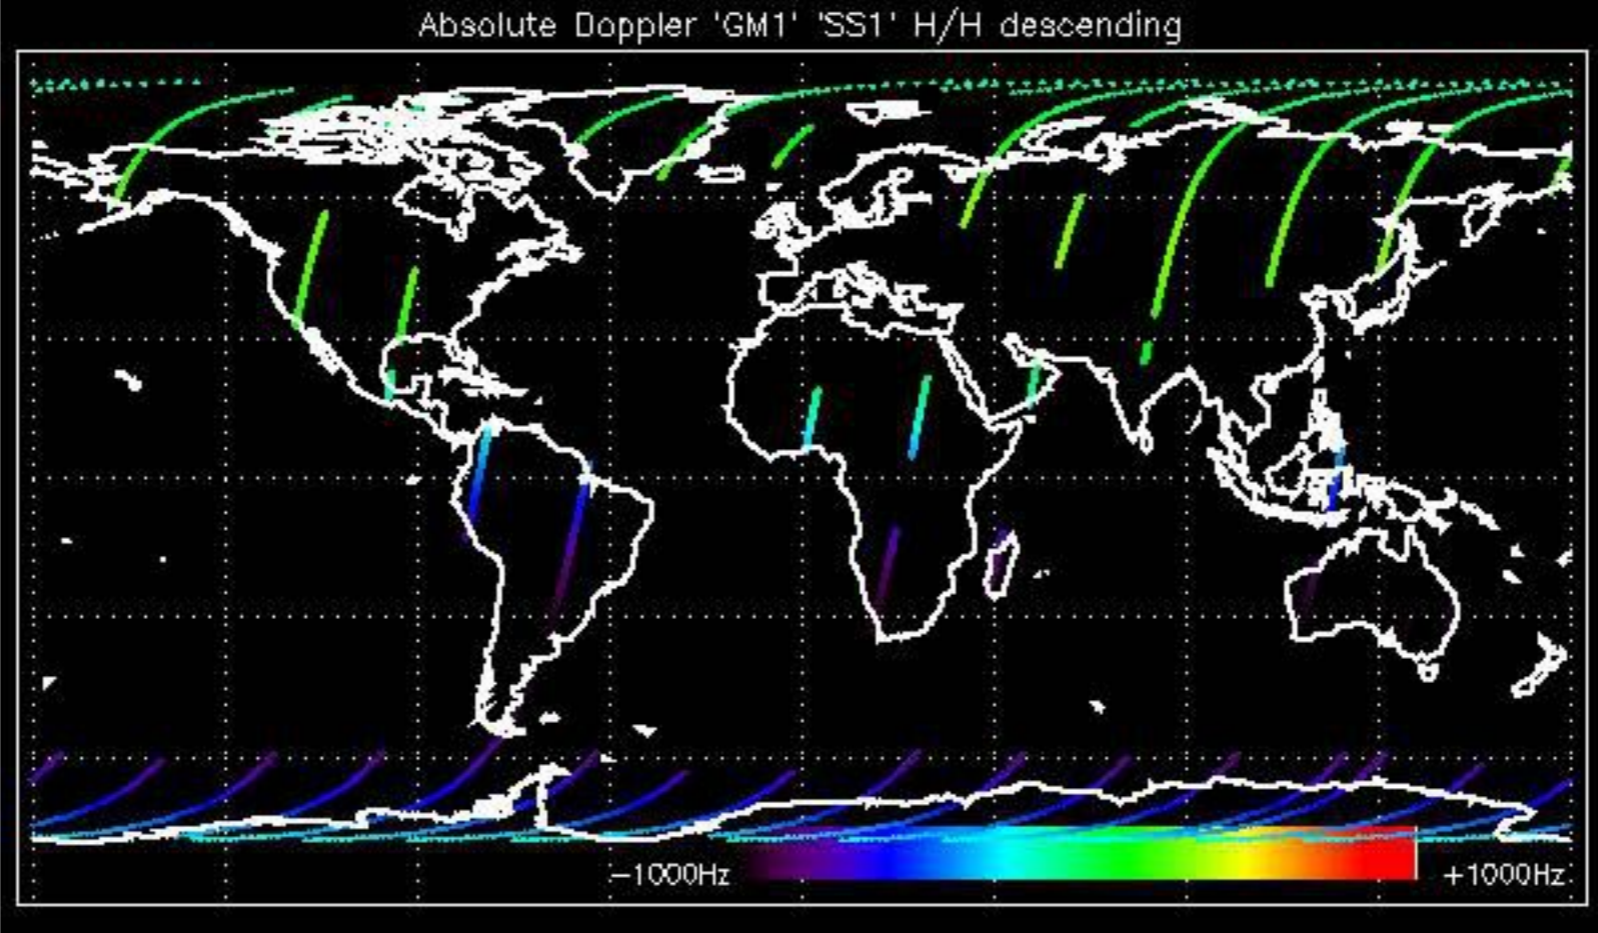 Absolute Doppler 'GM1' 'SS1' H/H descending
−1000Hz +1000Hz